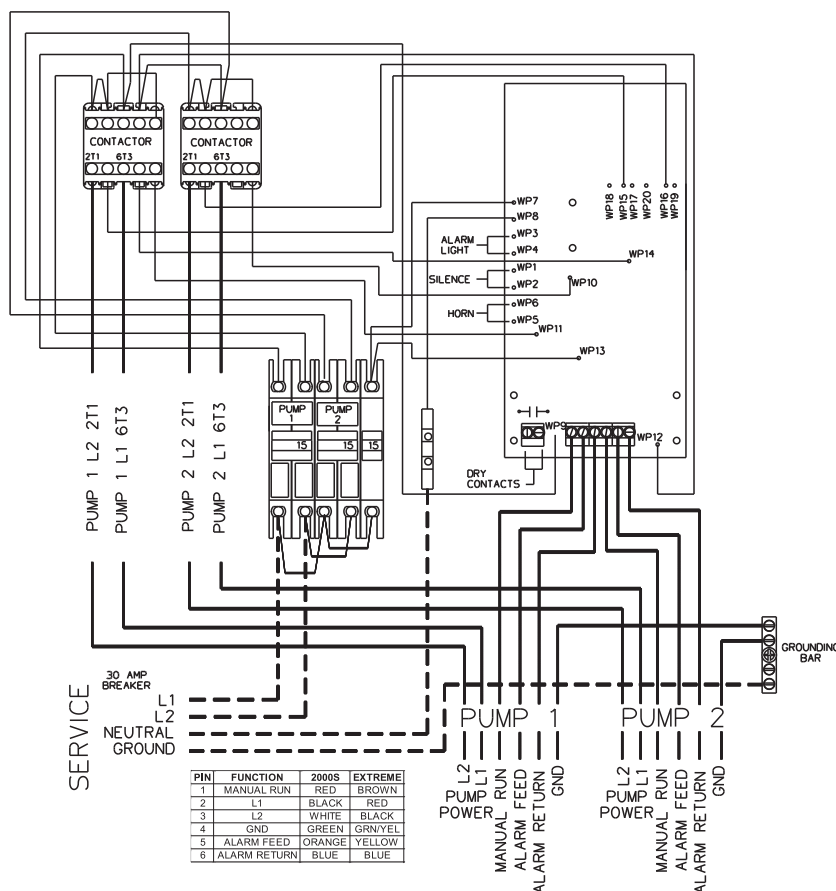 CONTACTOR
2T1 6T3
CONTACTOR
2T1 6T3
WP7
WP8
WP3
WP4
WP1
WP2
WP6
WP5
ALARM
LIGHT
SILENCE
HORN
WP18
WP15
WP17
WP20
WP16
WP19
WP14
WP10
WP11
WP13
WP9
WP12
DRY
CONTACTS
PUMP
1
PUMP
2
15
15
15
PUMP 1 L2 2T1
PUMP 1 L1 6T3
PUMP 2 L2 2T1
PUMP 2 L1 6T3
GROUNDING
BAR
SERVICE
30 AMP
BREAKER
L1
L2
NEUTRAL
GROUND
PUMP 1
PUMP 2
L2
L1
PUMP
POWER
MANUAL RUN
ALARM FEED
ALARM RETURN
GND
L2
L1
PUMP
POWER
MANUAL RUN
ALARM FEED
ALARM RETURN
GND
PIN FUNCTION 2000S EXTREME
1 MANUAL RUN RED BROWN
2 L1 BLACK RED
3 L2 WHITE BLACK
4 GND GREEN GRN/YEL
5 ALARM FEED ORANGE YELLOW
6 ALARM RETURN BLUE BLUE